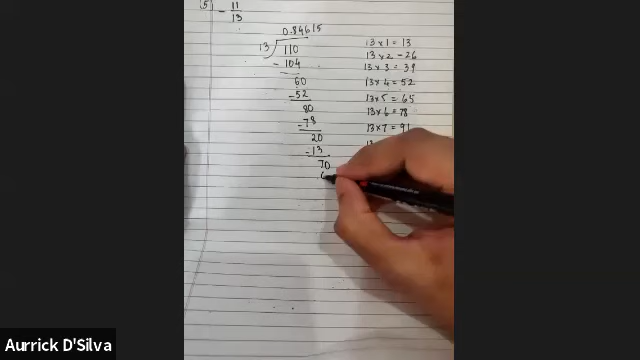 (5) - 11/13
0.84615
13 110
- 104
60
- 52
80
- 78
20
- 13
70
6
13 x 1 = 13
13 x 2 - 26
13 x 3 = 39
13 x 4 = 52
13 x 5 = 65
13 x 6 = 78
13 x 7 = 91
13
Aurrick D'Silva